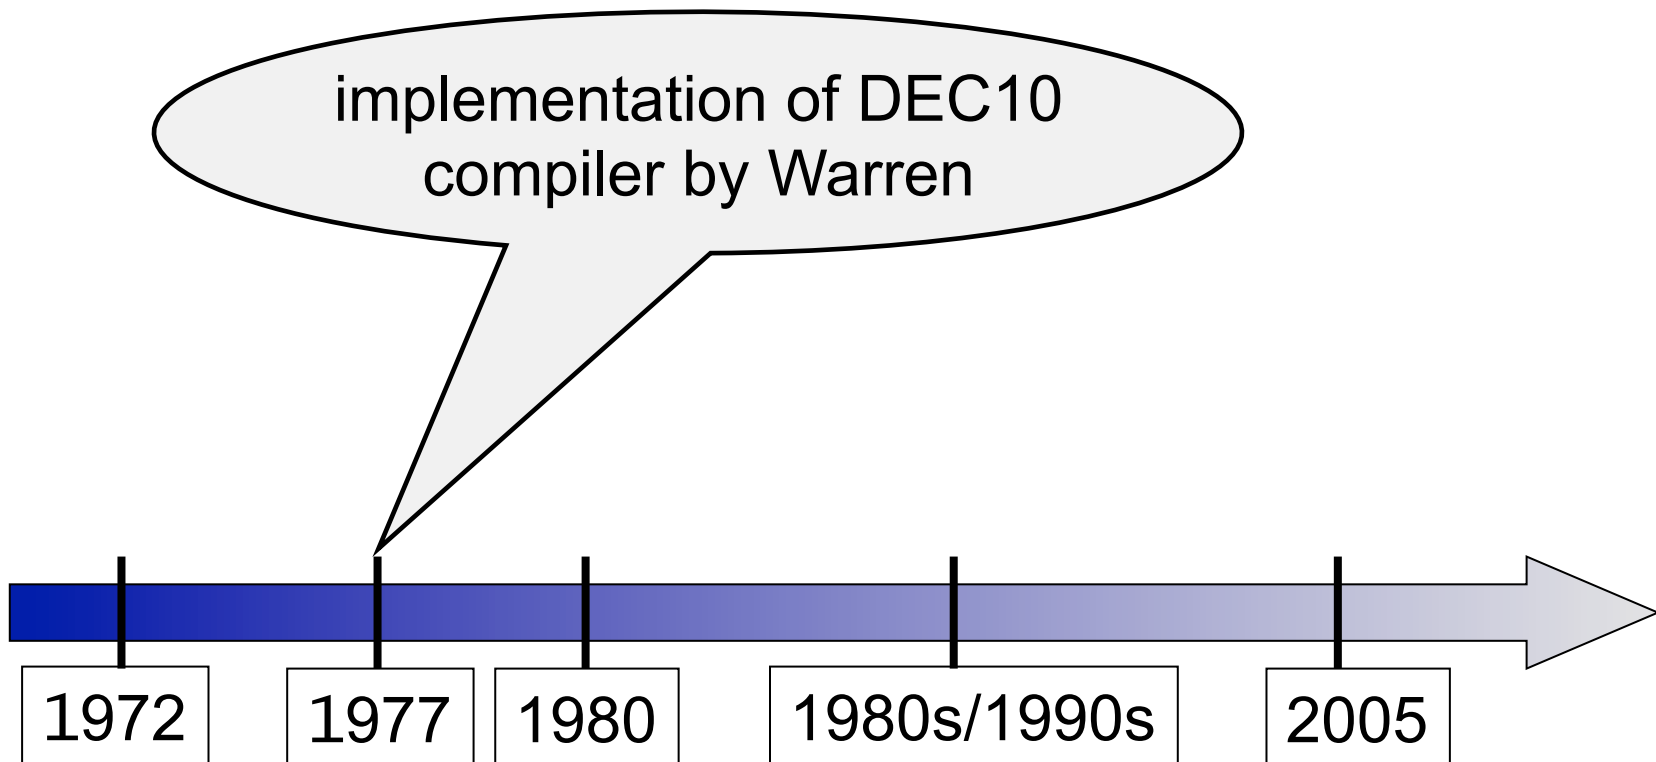 implementation of DEC10
compiler by Warren
1972
1977
1980
1980s/1990s
2005